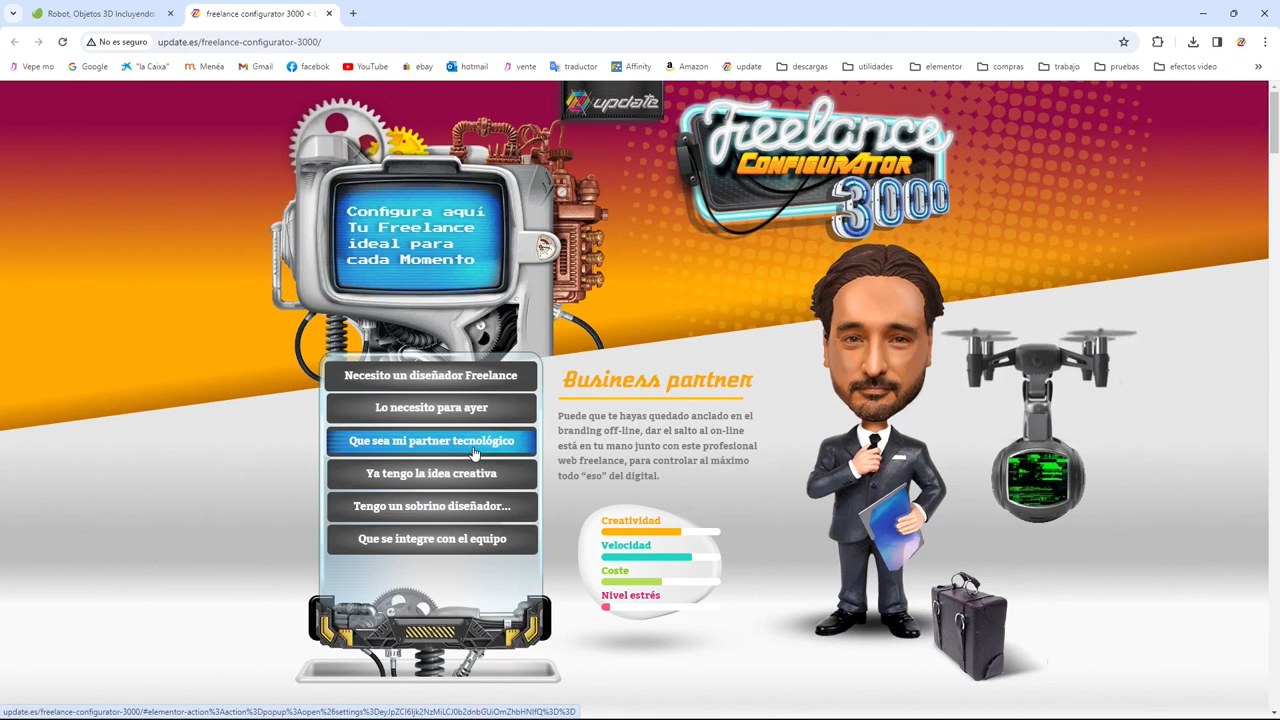 Robot, Objetos 3D Incluyendo:
freelance configurator 3000 < U
No es seguro
update.es/freelance-configurator-3000/
Vepe mo
Google
"la Caixa"
Menéa
Gmail
facebok
YouTube
ebay
hotmail
vente
traductor
Affinity
Amazon
update
descargas
utilidades
elementor
compras
trabajo
pruebas
efectos video
update
Freelance
ConfigurAtor
3000
Configura aquí
Tu Freelance
ideal para
cada Momento
Necesito un diseñador Freelance
Lo necesito para ayer
Que sea mi partner tecnológico
Ya tengo la idea creativa
Tengo un sobrino diseñador...
Que se integre con el equipo
Business partner
Puede que te hayas quedado anclado en el
branding off-line, dar el salto al on-line
está en tu mano junto con este profesional
web freelance, para controlar al máximo
todo "eso" del digital.
Creatividad
Velocidad
Coste
Nivel estrés